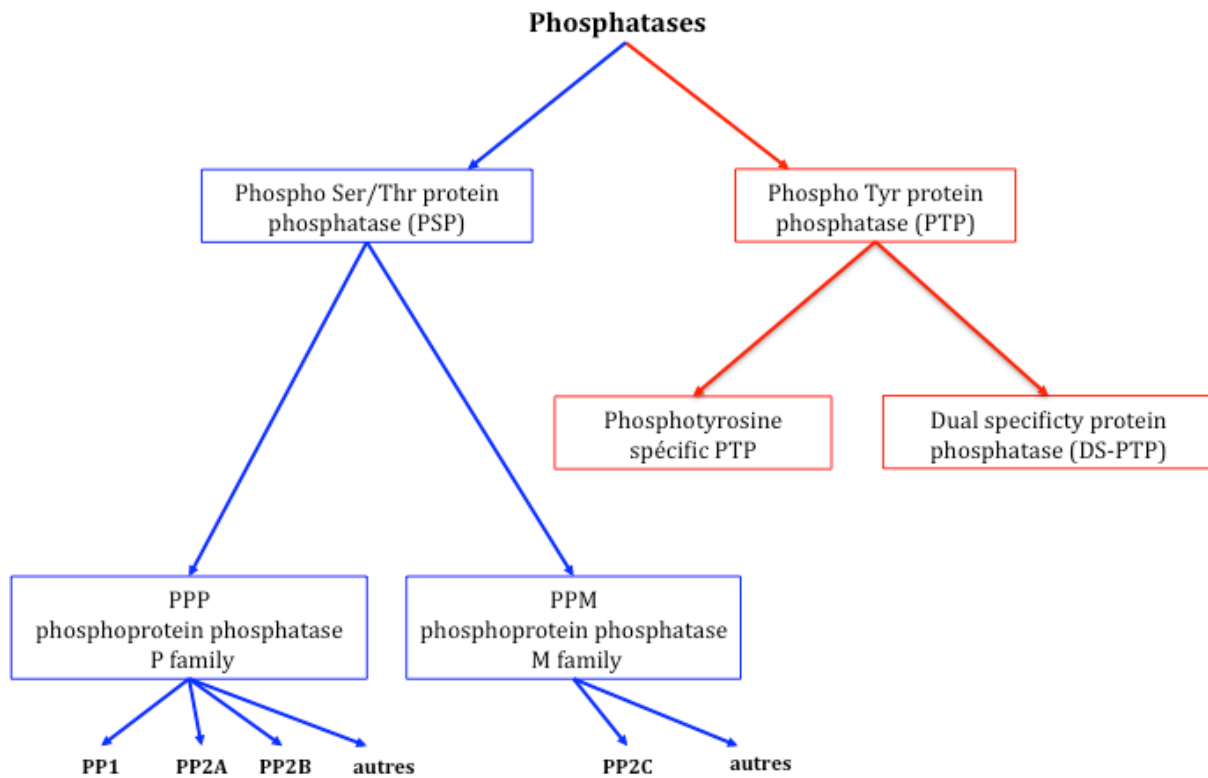 Phosphatases
Phospho Ser/Thr protein
phosphatase (PSP)
Phospho Tyr protein
phosphatase (PTP)
Phosphotyrosine
spécific PTP
Dual specificty protein
phosphatase (DS-PTP)
PPP
phosphoprotein phosphatase
P family
PPM
phosphoprotein phosphatase
M family
PP1
PP2A
PP2B
autres
PP2C
autres